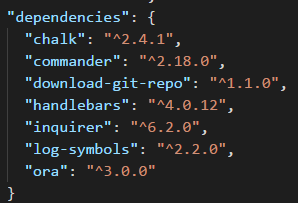 "dependencies": {
"chalk": "^2.4.1",
"commander": "^2.18.0",
"download-git-repo": "^1.1.0",
"handlebars": "^4.0.12",
"inquirer": "^6.2.0",
"log-symbols": "^2.2.0",
"ora": "^3.0.0"
}